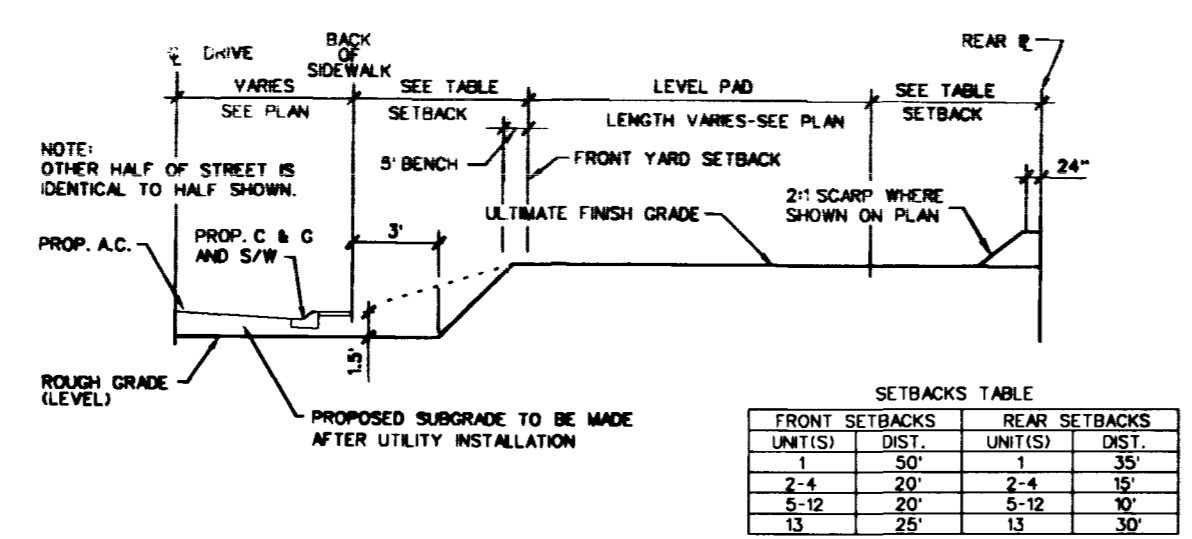 ℄ DRIVE
BACK
OF
SIDEWALK
REAR ℞
VARIES
SEE TABLE
LEVEL PAD
SEE TABLE
SEE PLAN
SETBACK
LENGTH VARIES-SEE PLAN
SETBACK
NOTE:
OTHER HALF OF STREET IS
IDENTICAL TO HALF SHOWN.
5' BENCH
FRONT YARD SETBACK
24"
2:1 SCARP WHERE
SHOWN ON PLAN
ULTIMATE FINISH GRADE
PROP. A.C.
PROP. C & G
AND S/W
3'
1.5'
ROUGH GRADE
(LEVEL)
PROPOSED SUBGRADE TO BE MADE
AFTER UTILITY INSTALLATION
SETBACKS TABLE
FRONT SETBACKS REAR SETBACKS
UNIT(S) DIST. UNIT(S) DIST.
1 50' 1 35'
2-4 20' 2-4 15'
5-12 20' 5-12 10'
13 25' 13 30'